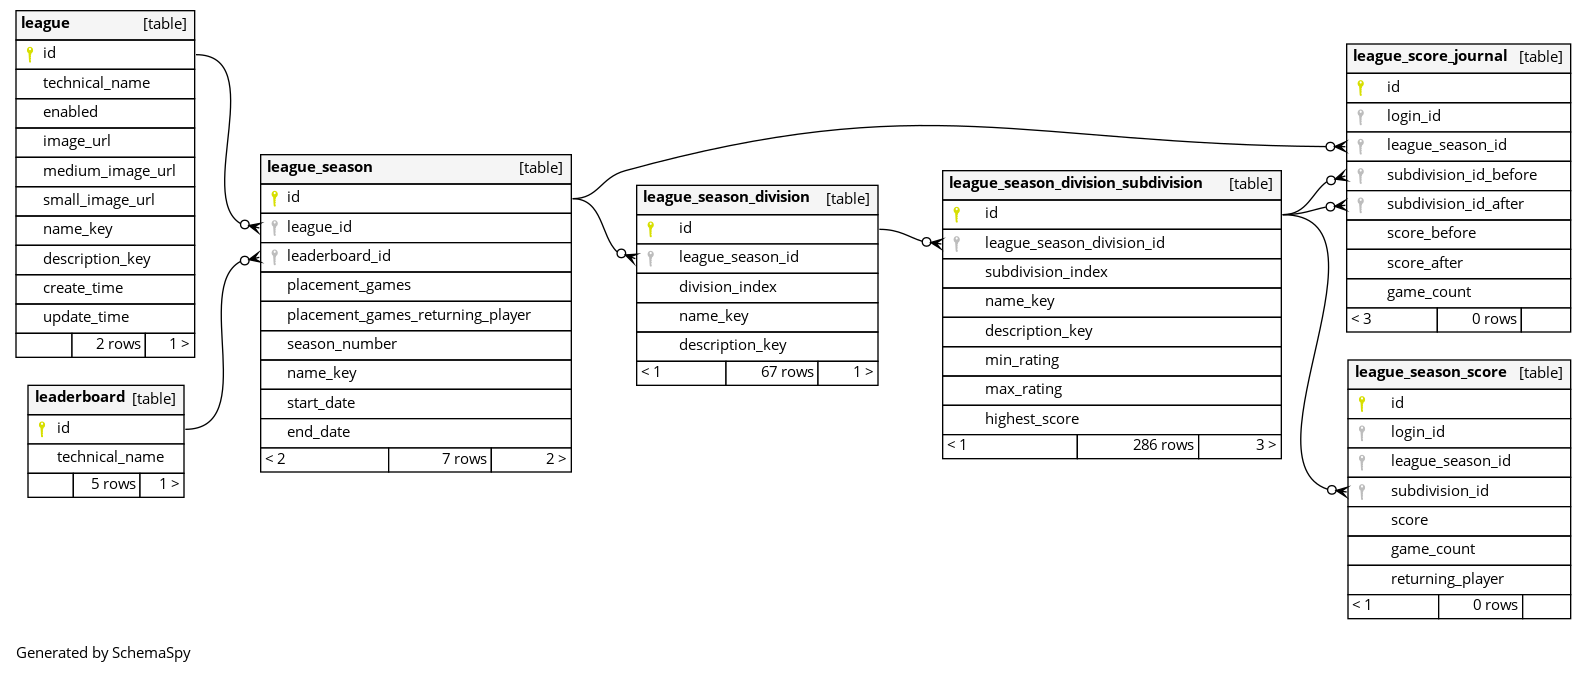 league [table]
id
technical_name
enabled
image_url
medium_image_url
small_image_url
name_key
description_key
create_time
update_time
2 rows 1 >
leaderboard [table]
id
technical_name
5 rows 1 >
league_season [table]
id
league_id
leaderboard_id
placement_games
placement_games_returning_player
season_number
name_key
start_date
end_date
< 2 7 rows 2 >
league_season_division [table]
id
league_season_id
division_index
name_key
description_key
< 1 67 rows 1 >
league_season_division_subdivision [table]
id
league_season_division_id
subdivision_index
name_key
description_key
min_rating
max_rating
highest_score
< 1 286 rows 3 >
league_score_journal [table]
id
login_id
league_season_id
subdivision_id_before
subdivision_id_after
score_before
score_after
game_count
< 3 0 rows
league_season_score [table]
id
login_id
league_season_id
subdivision_id
score
game_count
returning_player
< 1 0 rows
Generated by SchemaSpy